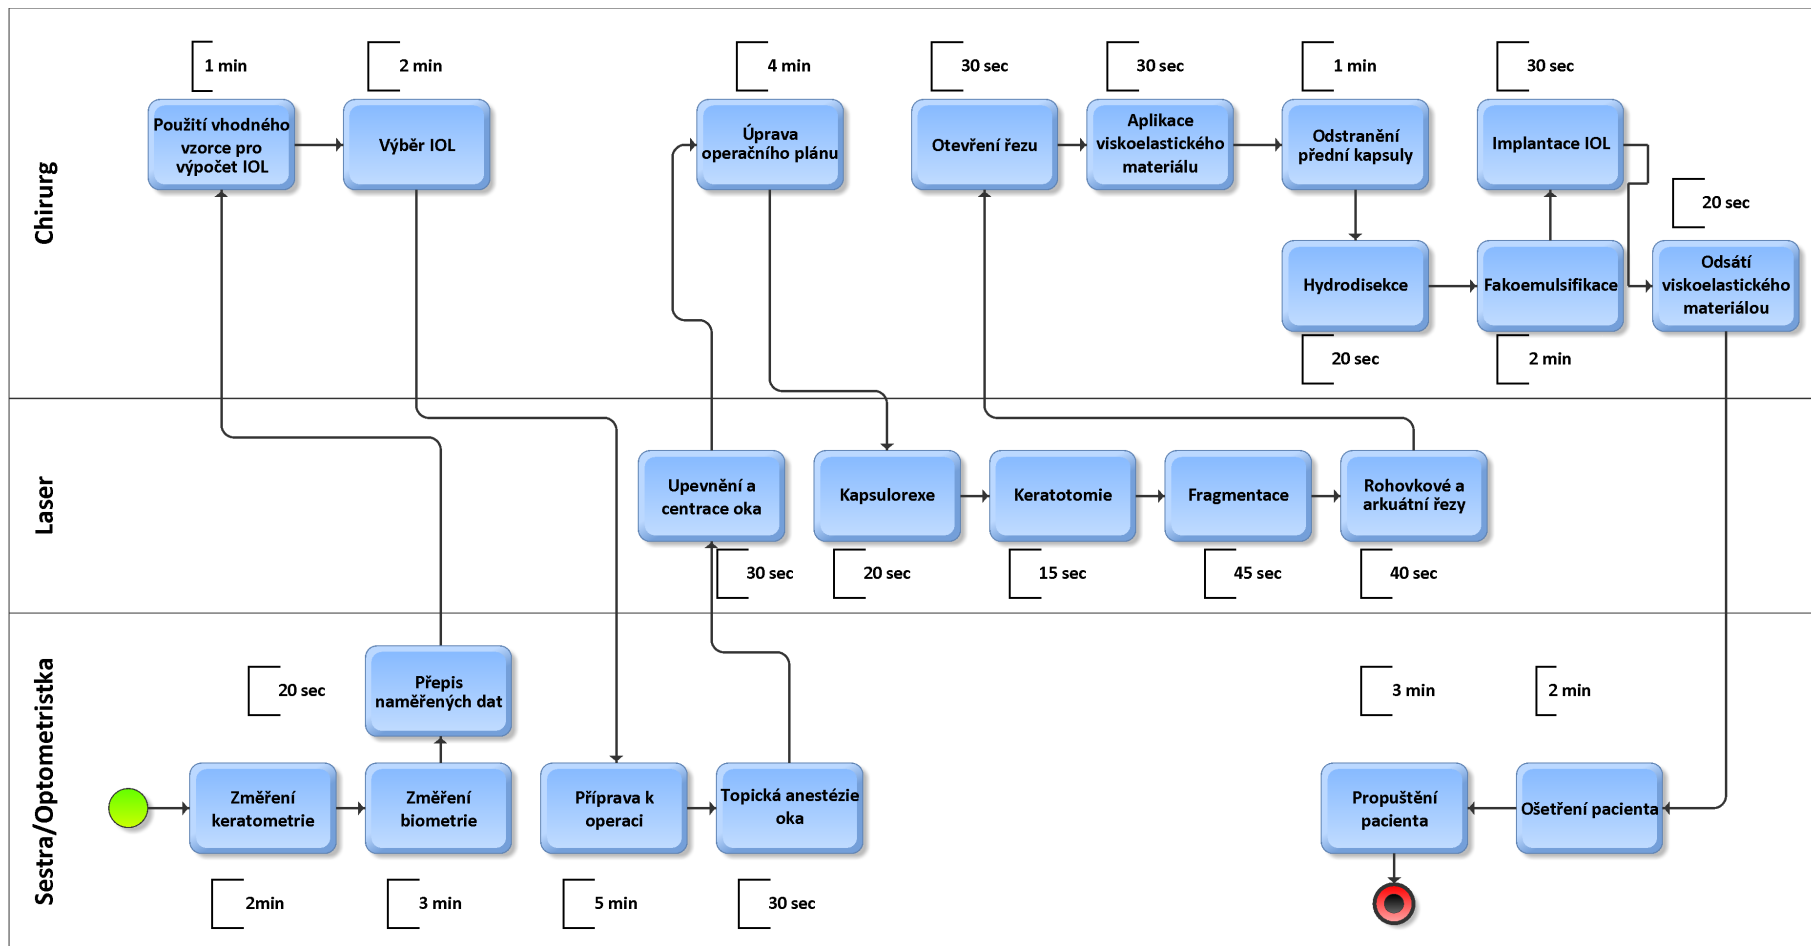 Chirurg
1 min
2 min
4 min
30 sec
30 sec
1 min
30 sec
Použití vhodného
vzorce pro
výpočet IOL
Výběr IOL
Úprava
operačního plánu
Otevření řezu
Aplikace
viskoelastického
materiálu
Odstranění
přední kapsuly
Implantace IOL
20 sec
Hydrodisekce
Fakoemulsifikace
Odsátí
viskoelastického
materiálou
20 sec
2 min
Laser
Upevnění a
centrace oka
Kapsulorexe
Keratotomie
Fragmentace
Rohovkové a
arkuátní řezy
30 sec
20 sec
15 sec
45 sec
40 sec
Sestra/Optometristka
20 sec
Přepis
naměřených dat
3 min
2 min
Změření
keratometrie
Změření
biometrie
Příprava k
operaci
Topická anestézie
oka
Propuštění
pacienta
Ošetření pacienta
2min
3 min
5 min
30 sec